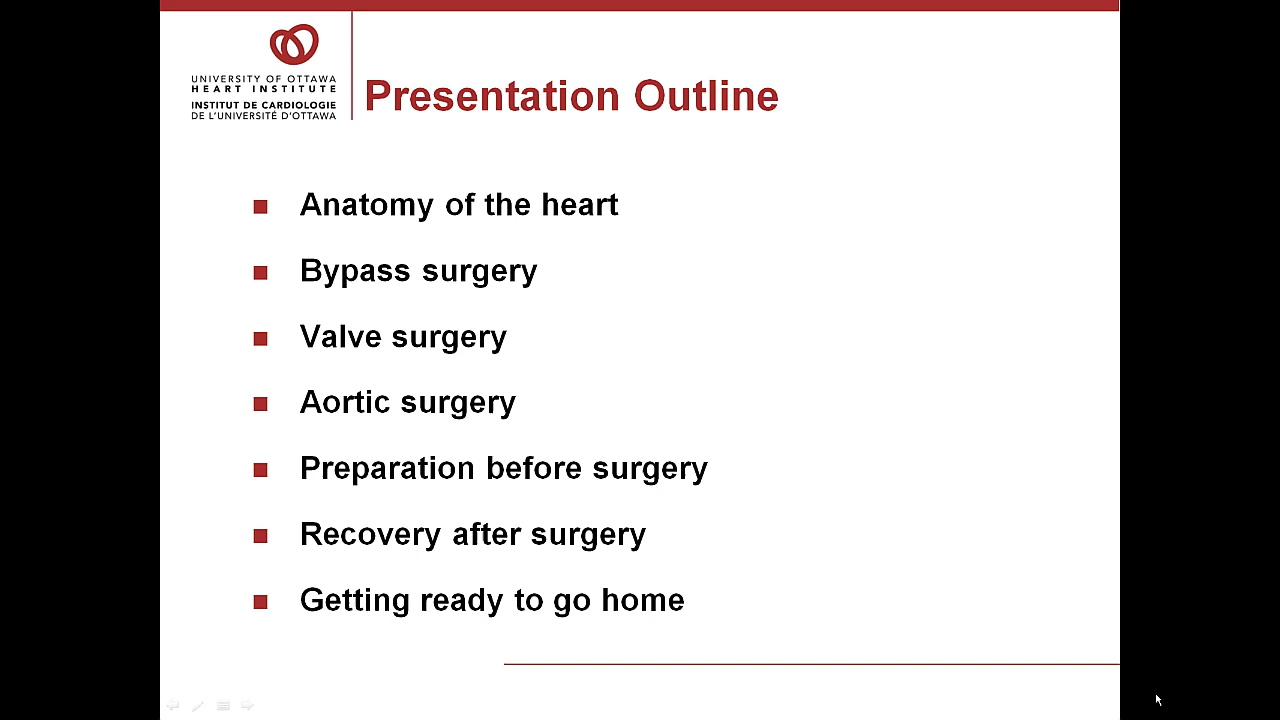 UNIVERSITY OF OTTAWA
HEART INSTITUTE
INSTITUT DE CARDIOLOGIE
DE L'UNIVERSITÉ D'OTTAWA
Presentation Outline
Anatomy of the heart
Bypass surgery
Valve surgery
Aortic surgery
Preparation before surgery
Recovery after surgery
Getting ready to go home